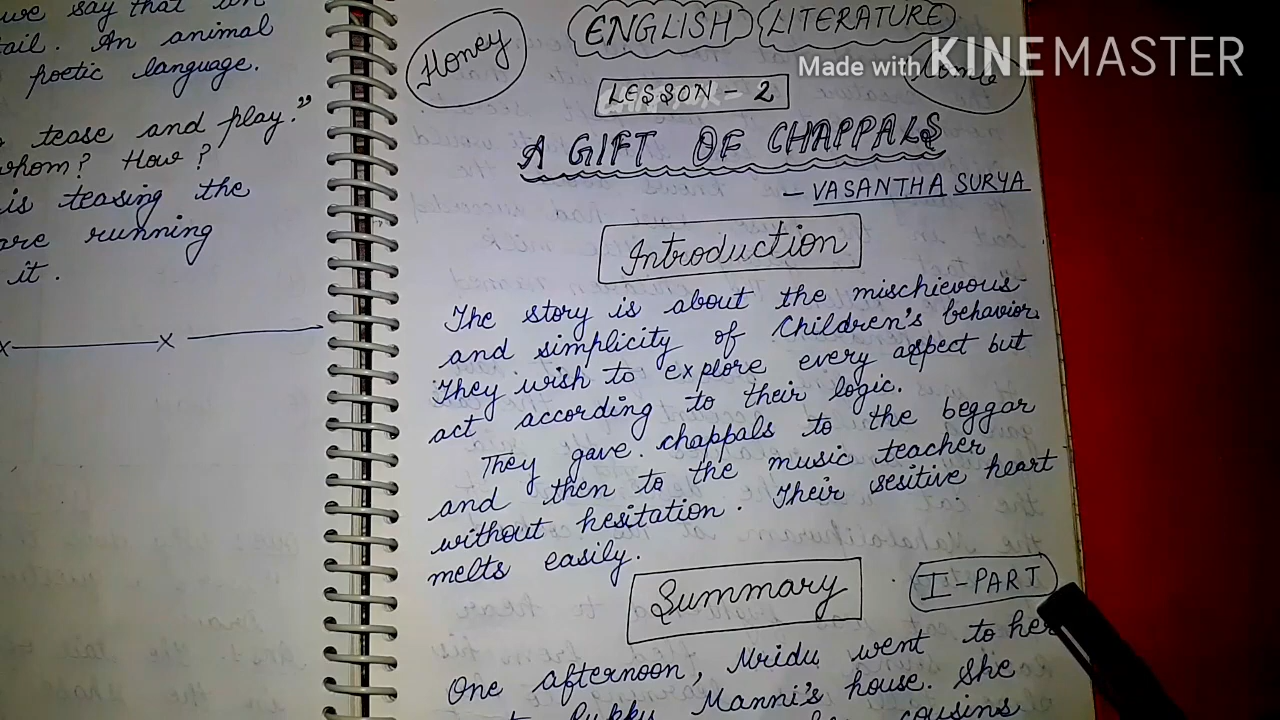 we say that
tail. An animal
poetic language.
tease and play."
whom? How?
is teasing the
are running
it.
Honey
ENGLISH LITERATURE
Made with KINEMASTER
LESSON - 2
A GIFT OF CHAPPALS
- VASANTHA SURYA
Introduction
The story is about the mischievous
and simplicity of Children's behavior.
They wish to explore every aspect but
act according to their logic.
They gave chappals to the beggar
and then to the music teacher
without hesitation. Their sesitive heart
melts easily.
Summary
I - PART
One afternoon, Mridu went to her
Manni's house. She
cousins